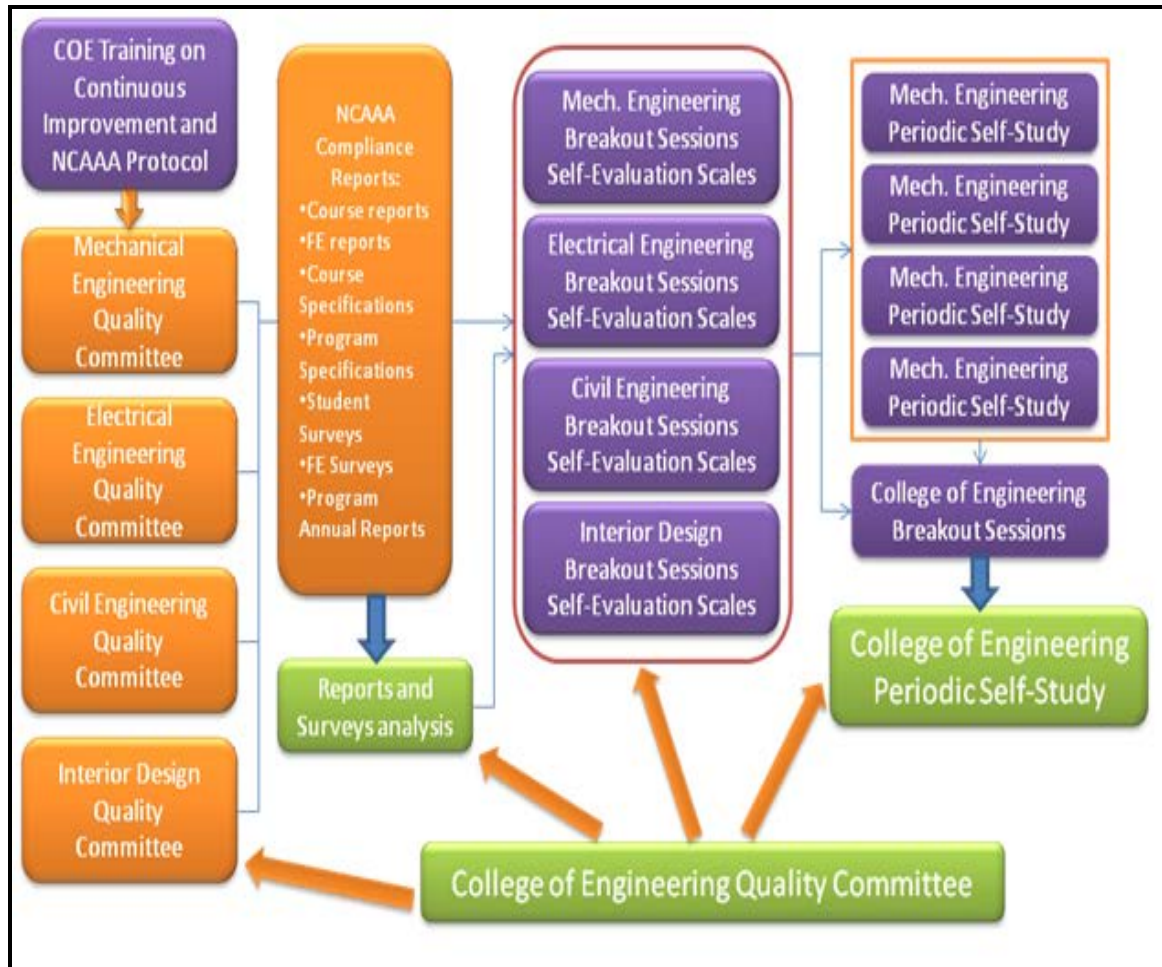 COE Training on
Continuous
Improvement and
NCAAA Protocol
Mechanical
Engineering
Quality
Committee
Electrical
Engineering
Quality
Committee
Civil Engineering
Quality
Committee
Interior Design
Quality
Committee
NCAAA
Compliance
Reports:
•Course reports
•FE reports
•Course
Specifications
•Program
Specifications
•Student
Surveys
•FE Surveys
•Program
Annual Reports
Reports and
Surveys analysis
Mech. Engineering
Breakout Sessions
Self-Evaluation Scales
Electrical Engineering
Breakout Sessions
Self-Evaluation Scales
Civil Engineering
Breakout Sessions
Self-Evaluation Scales
Interior Design
Breakout Sessions
Self-Evaluation Scales
Mech. Engineering
Periodic Self-Study
Mech. Engineering
Periodic Self-Study
Mech. Engineering
Periodic Self-Study
Mech. Engineering
Periodic Self-Study
College of Engineering
Breakout Sessions
College of Engineering
Periodic Self-Study
College of Engineering Quality Committee